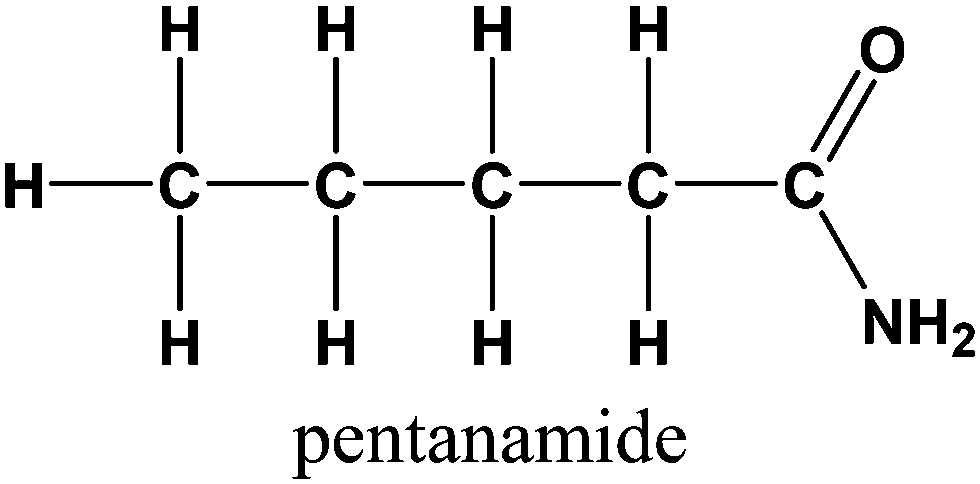 H H H H O
H C C C C C
H H H H NH₂
pentanamide